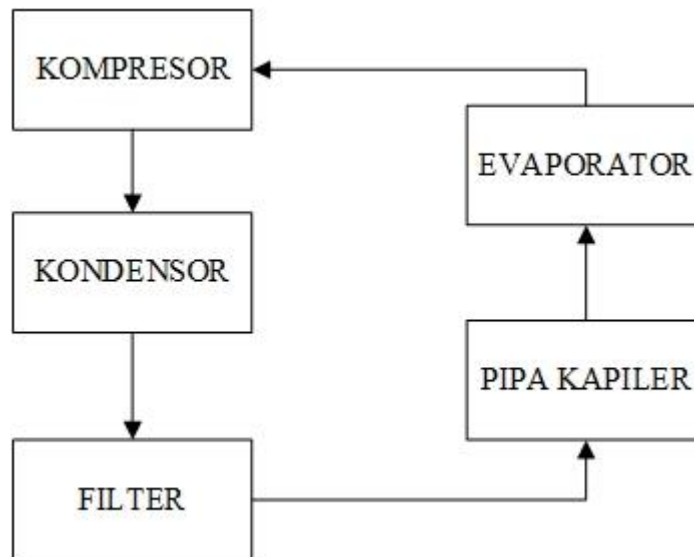 KOMPRESOR
KONDENSOR
FILTER
PIPA KAPILER
EVAPORATOR